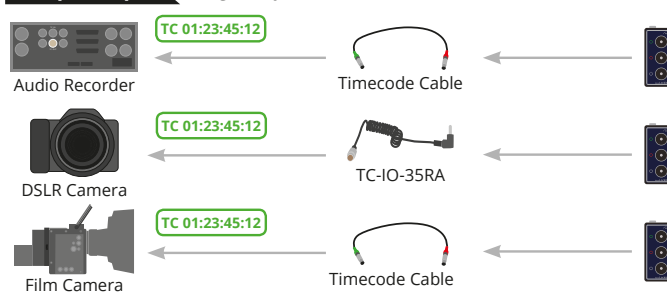 TC 01:23:45:12
Audio Recorder
Timecode Cable
TC 01:23:45:12
DSLR Camera
TC-IO-35RA
TC 01:23:45:12
Film Camera
Timecode Cable